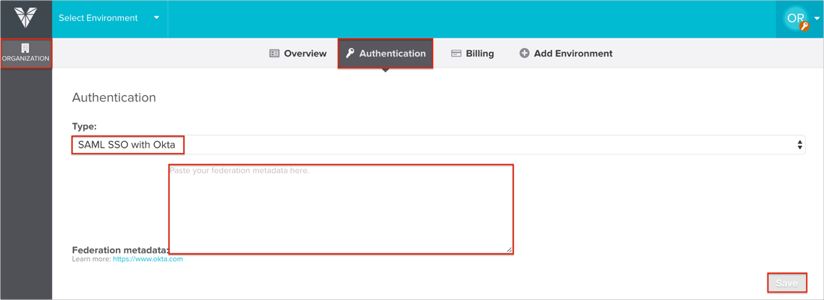 Select Environment
OR
ORGANIZATION
Overview
Authentication
Billing
Add Environment
Authentication
Type:
SAML SSO with Okta
Paste your federation metadata here.
Federation metadata:
Learn more: https://www.okta.com
Save